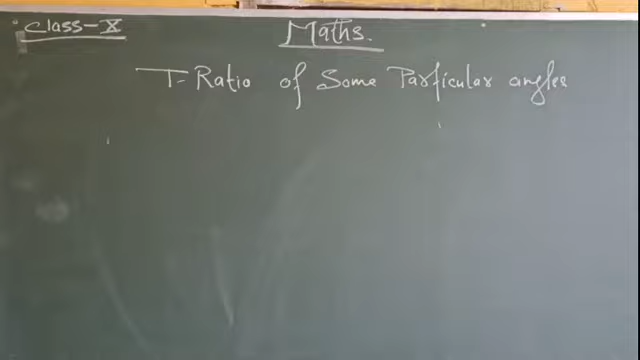 Class-X
Maths.
T-Ratio of Some Particular angles